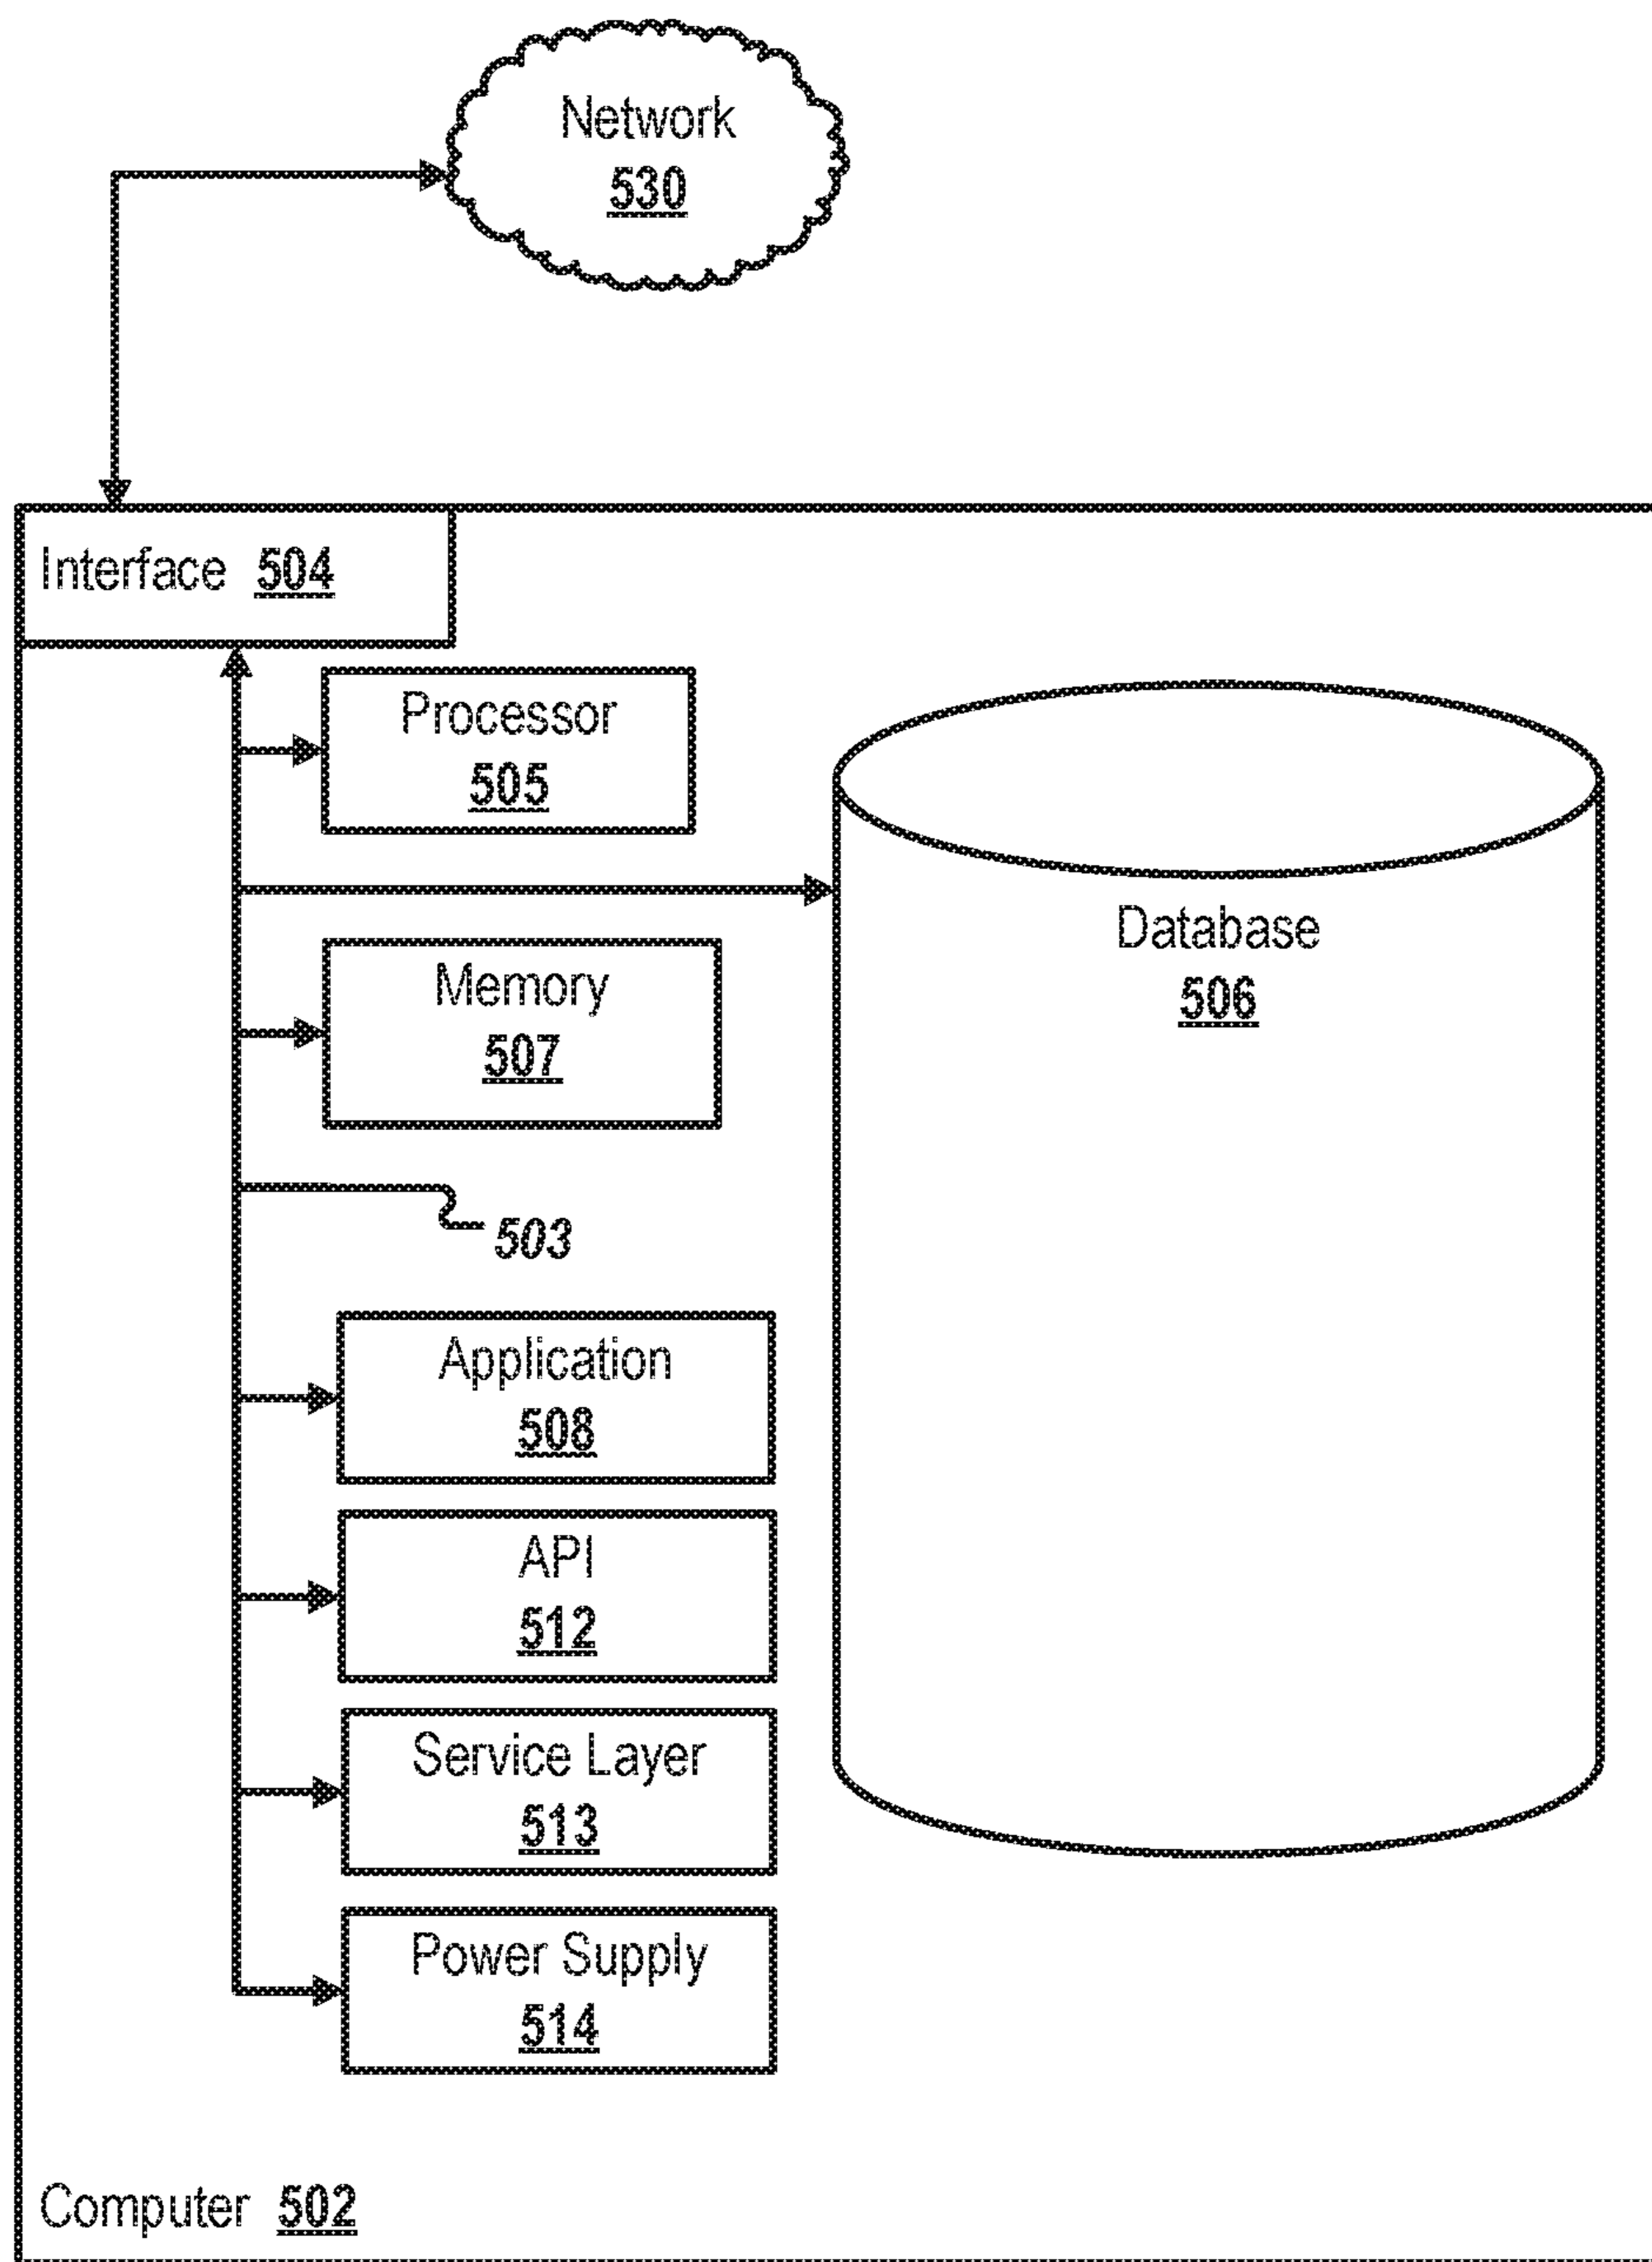 Network
530
Interface 504
Processor
505
Database
506
Memory
507
503
Application
508
API
512
Service Layer
513
Power Supply
514
Computer 502